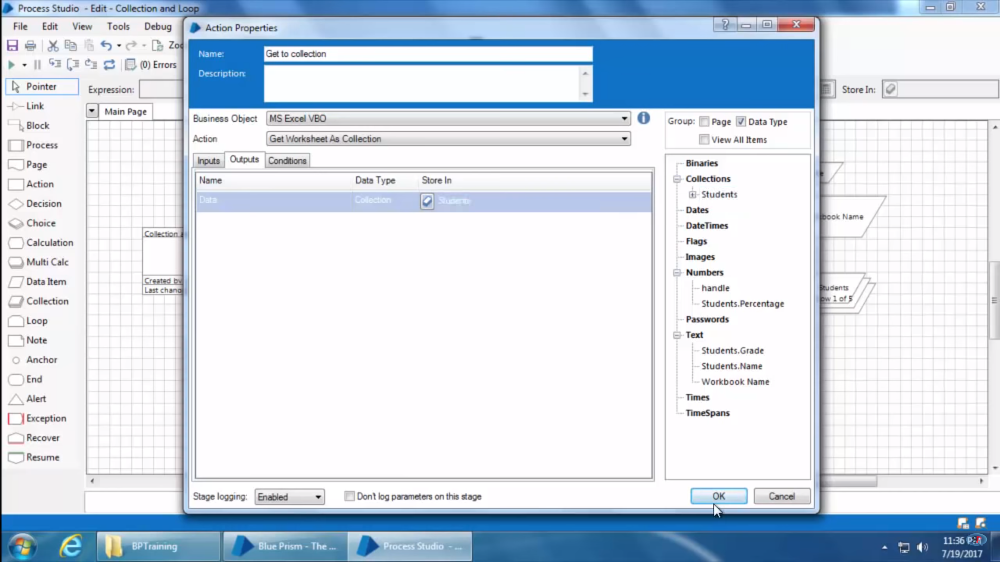 Process Studio - Edit - Collection and Loop
File Edit View Tools Debug
(0) Errors
Expression:
Store In:
Main Page
Pointer
Link
Block
Process
Page
Action
Decision
Choice
Calculation
Multi Calc
Data Item
Collection
Loop
Note
Anchor
End
Alert
Exception
Recover
Resume
Created by
Action Properties
Name: Get to collection
Description:
Business Object MS Excel VBO
Action Get Worksheet As Collection
Inputs Outputs Conditions
Name Data Type Store In
Data Collection Students
Group: Page Data Type
View All Items
Binaries
Collections
Students
Dates
DateTimes
Flags
Images
Numbers
handle
Students.Percentage
Passwords
Text
Students.Grade
Students.Name
Workbook Name
Times
TimeSpans
Stage logging: Enabled Don't log parameters on this stage
OK Cancel
Name
Students
1 of 5
BPTraining
Blue Prism - The ...
Process Studio - ...
11:36 PM
7/19/2017